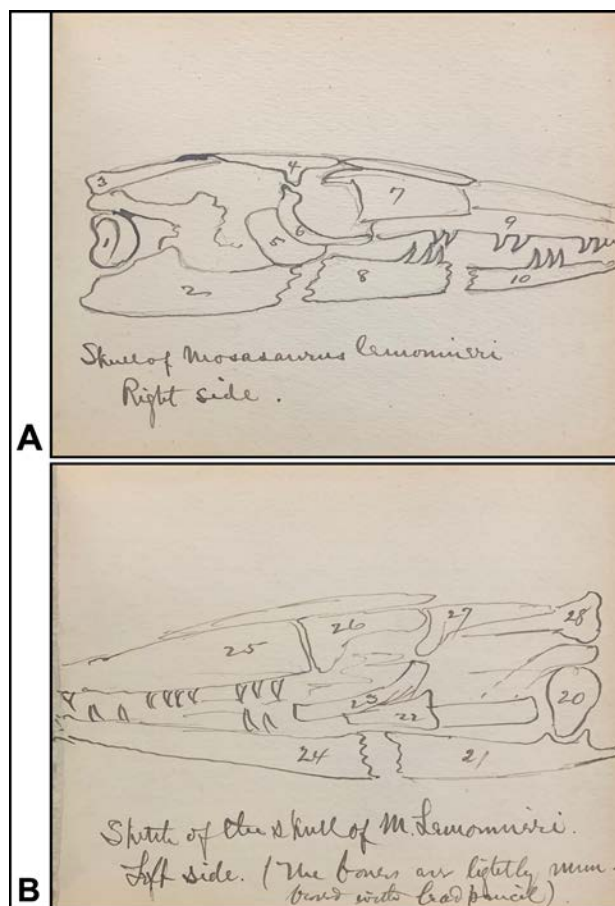 A
3
4
7
1
5
6
9
2
8
10
Skull of Mosasaurus lemonnieri
Right side.
B
25
26
27
28
23
22
20
24
21
Sketch of the skull of M. Lemonnieri.
Left side. (The bones are lightly num-
bered with lead pencil).